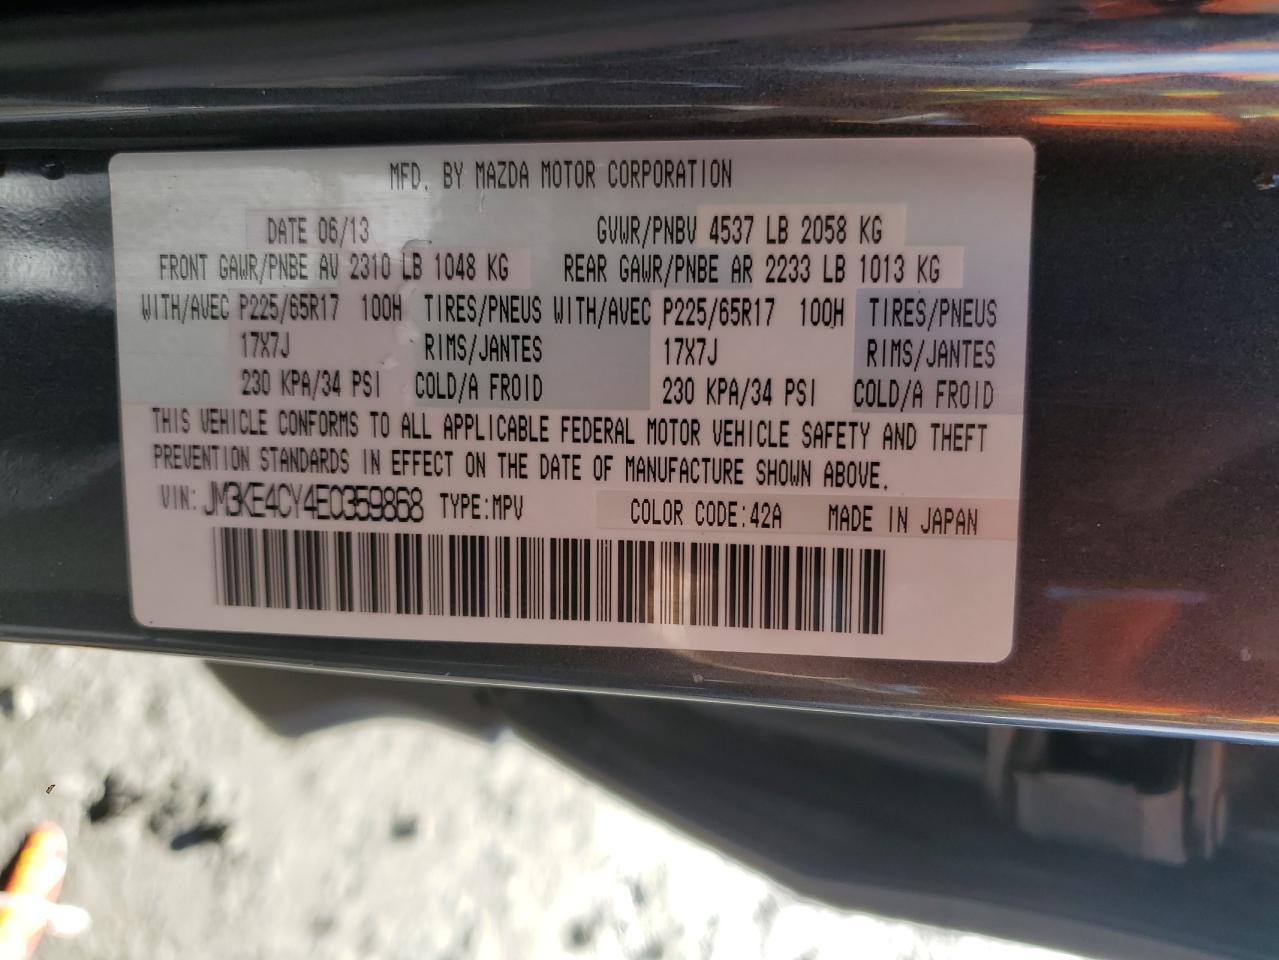 MFD. BY MAZDA MOTOR CORPORATION
DATE 06/13 GVWR/PNBV 4537 LB 2058 KG
FRONT GAWR/PNBE AV 2310 LB 1048 KG REAR GAWR/PNBE AR 2233 LB 1013 KG
WITH/AVEC P225/65R17 100H TIRES/PNEUS WITH/AVEC P225/65R17 100H TIRES/PNEUS
17X7J RIMS/JANTES 17X7J RIMS/JANTES
230 KPA/34 PSI COLD/A FROID 230 KPA/34 PSI COLD/A FROID
THIS VEHICLE CONFORMS TO ALL APPLICABLE FEDERAL MOTOR VEHICLE SAFETY AND THEFT
PREVENTION STANDARDS IN EFFECT ON THE DATE OF MANUFACTURE SHOWN ABOVE.
VIN: JM3KE4CY4E0359868 TYPE:MPV COLOR CODE:42A MADE IN JAPAN